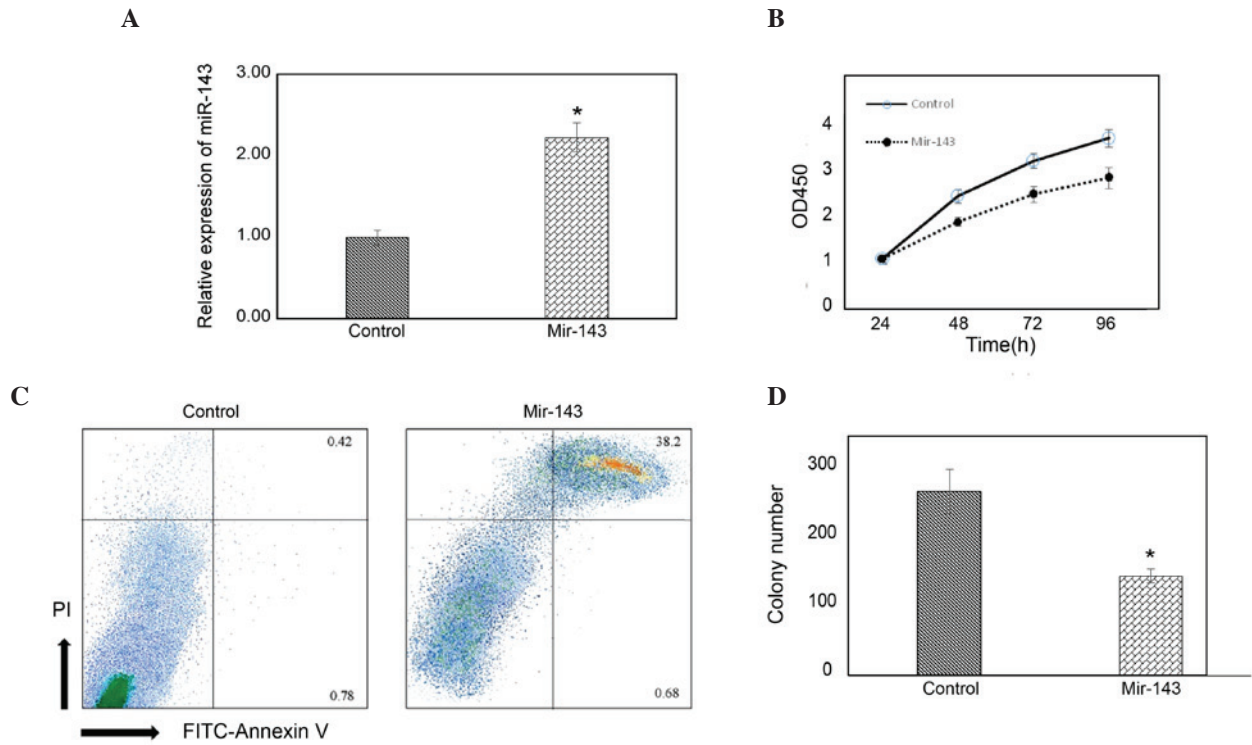 A
Relative expression of miR-143
3.00
2.00
1.00
0.00
*
Control
Mir-143
B
OD450
4
3
2
1
0
Control
Mir-143
24 48 72 96
Time(h)
C
Control
0.42
0.78
Mir-143
38.2
0.68
PI
FITC-Annexin V
D
Colony number
300
200
100
0
*
Control
Mir-143